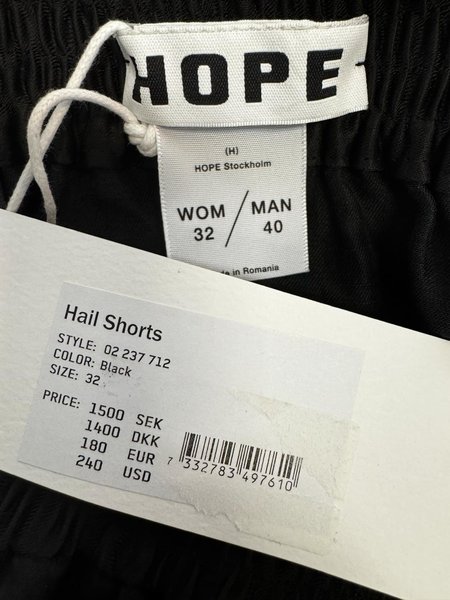 HOPE
(H)
HOPE Stockholm
WOM / MAN
32 40
in Romania
Hail Shorts
STYLE: 02 237 712
COLOR: Black
SIZE: 32
PRICE: 1500 SEK
1400 DKK
180 EUR
240 USD
7 332783 497610